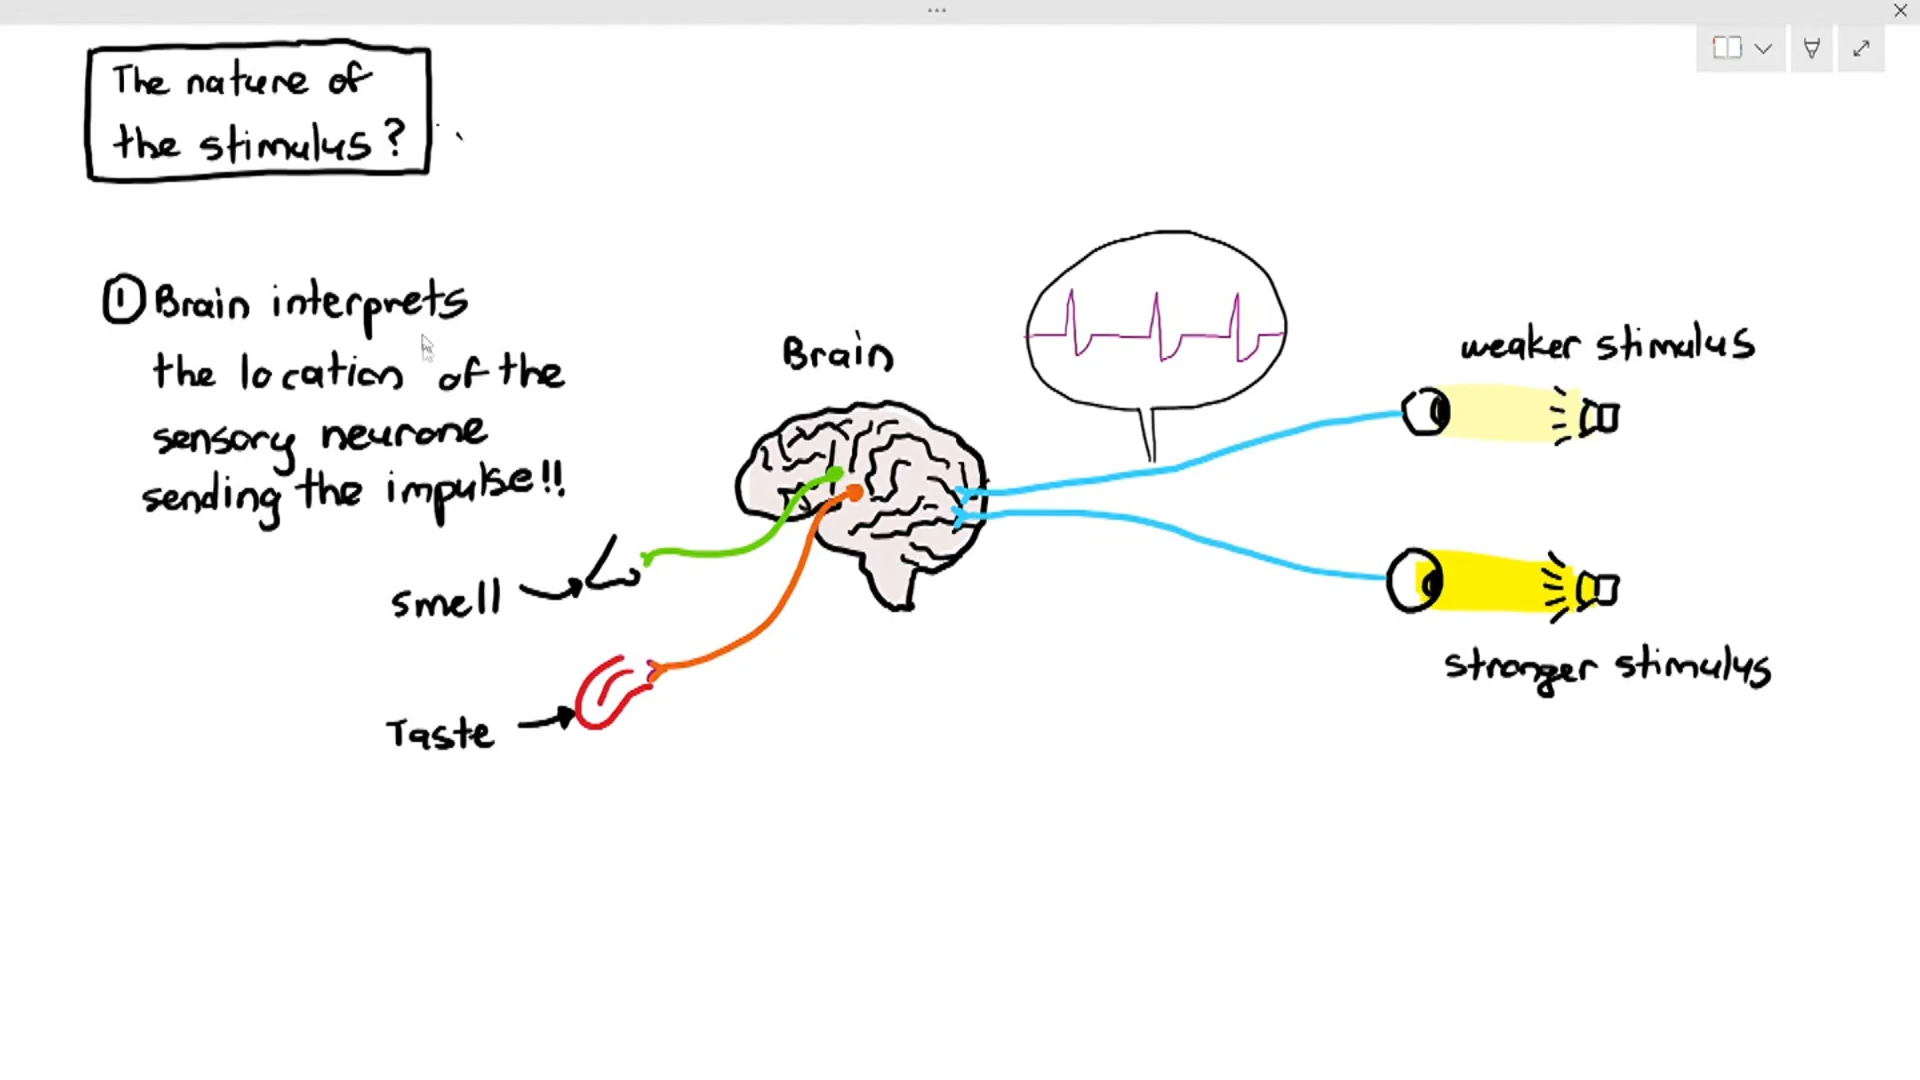 The nature of
the stimulus?
① Brain interprets
the location of the
sensory neurone
sending the impulse!!
Brain
weaker stimulus
smell
stronger stimulus
Taste